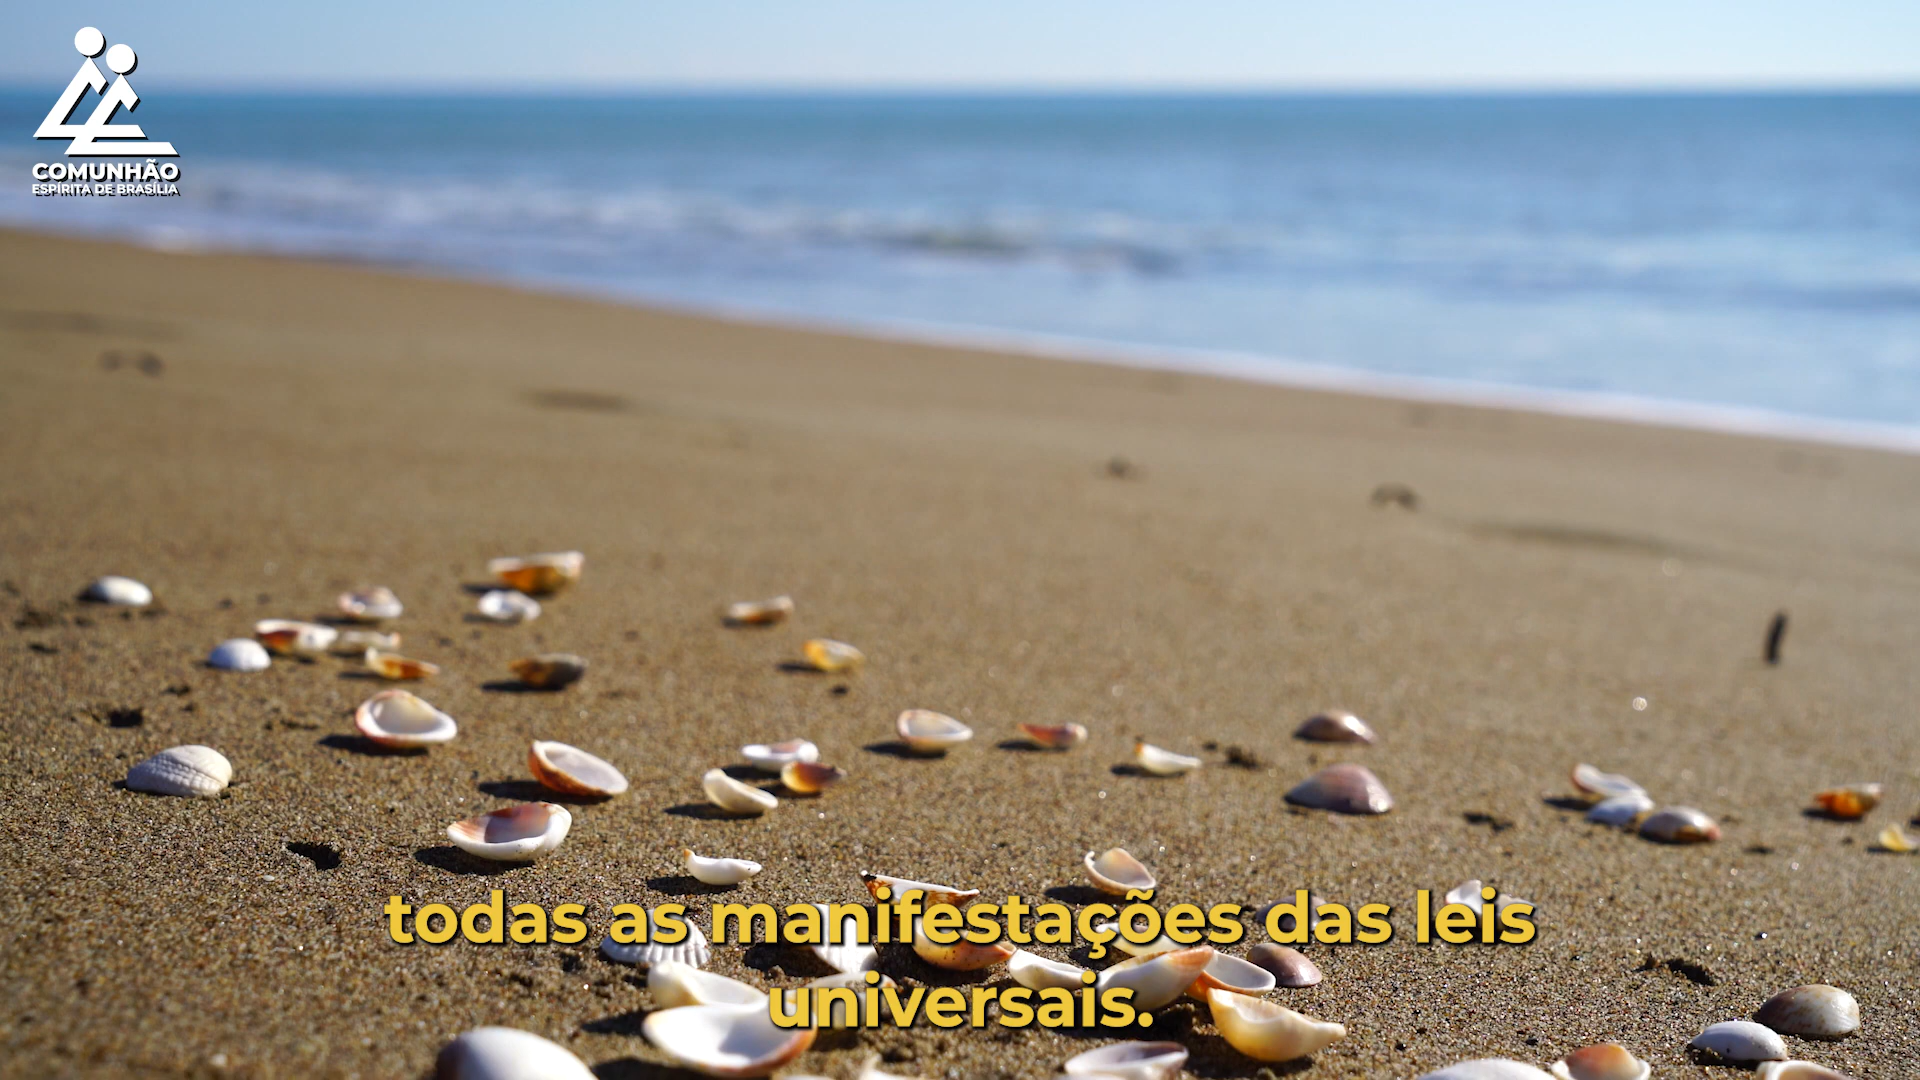 COMUNHÃO
ESPÍRITA DE BRASÍLIA
todas as manifestações das leis
universais.